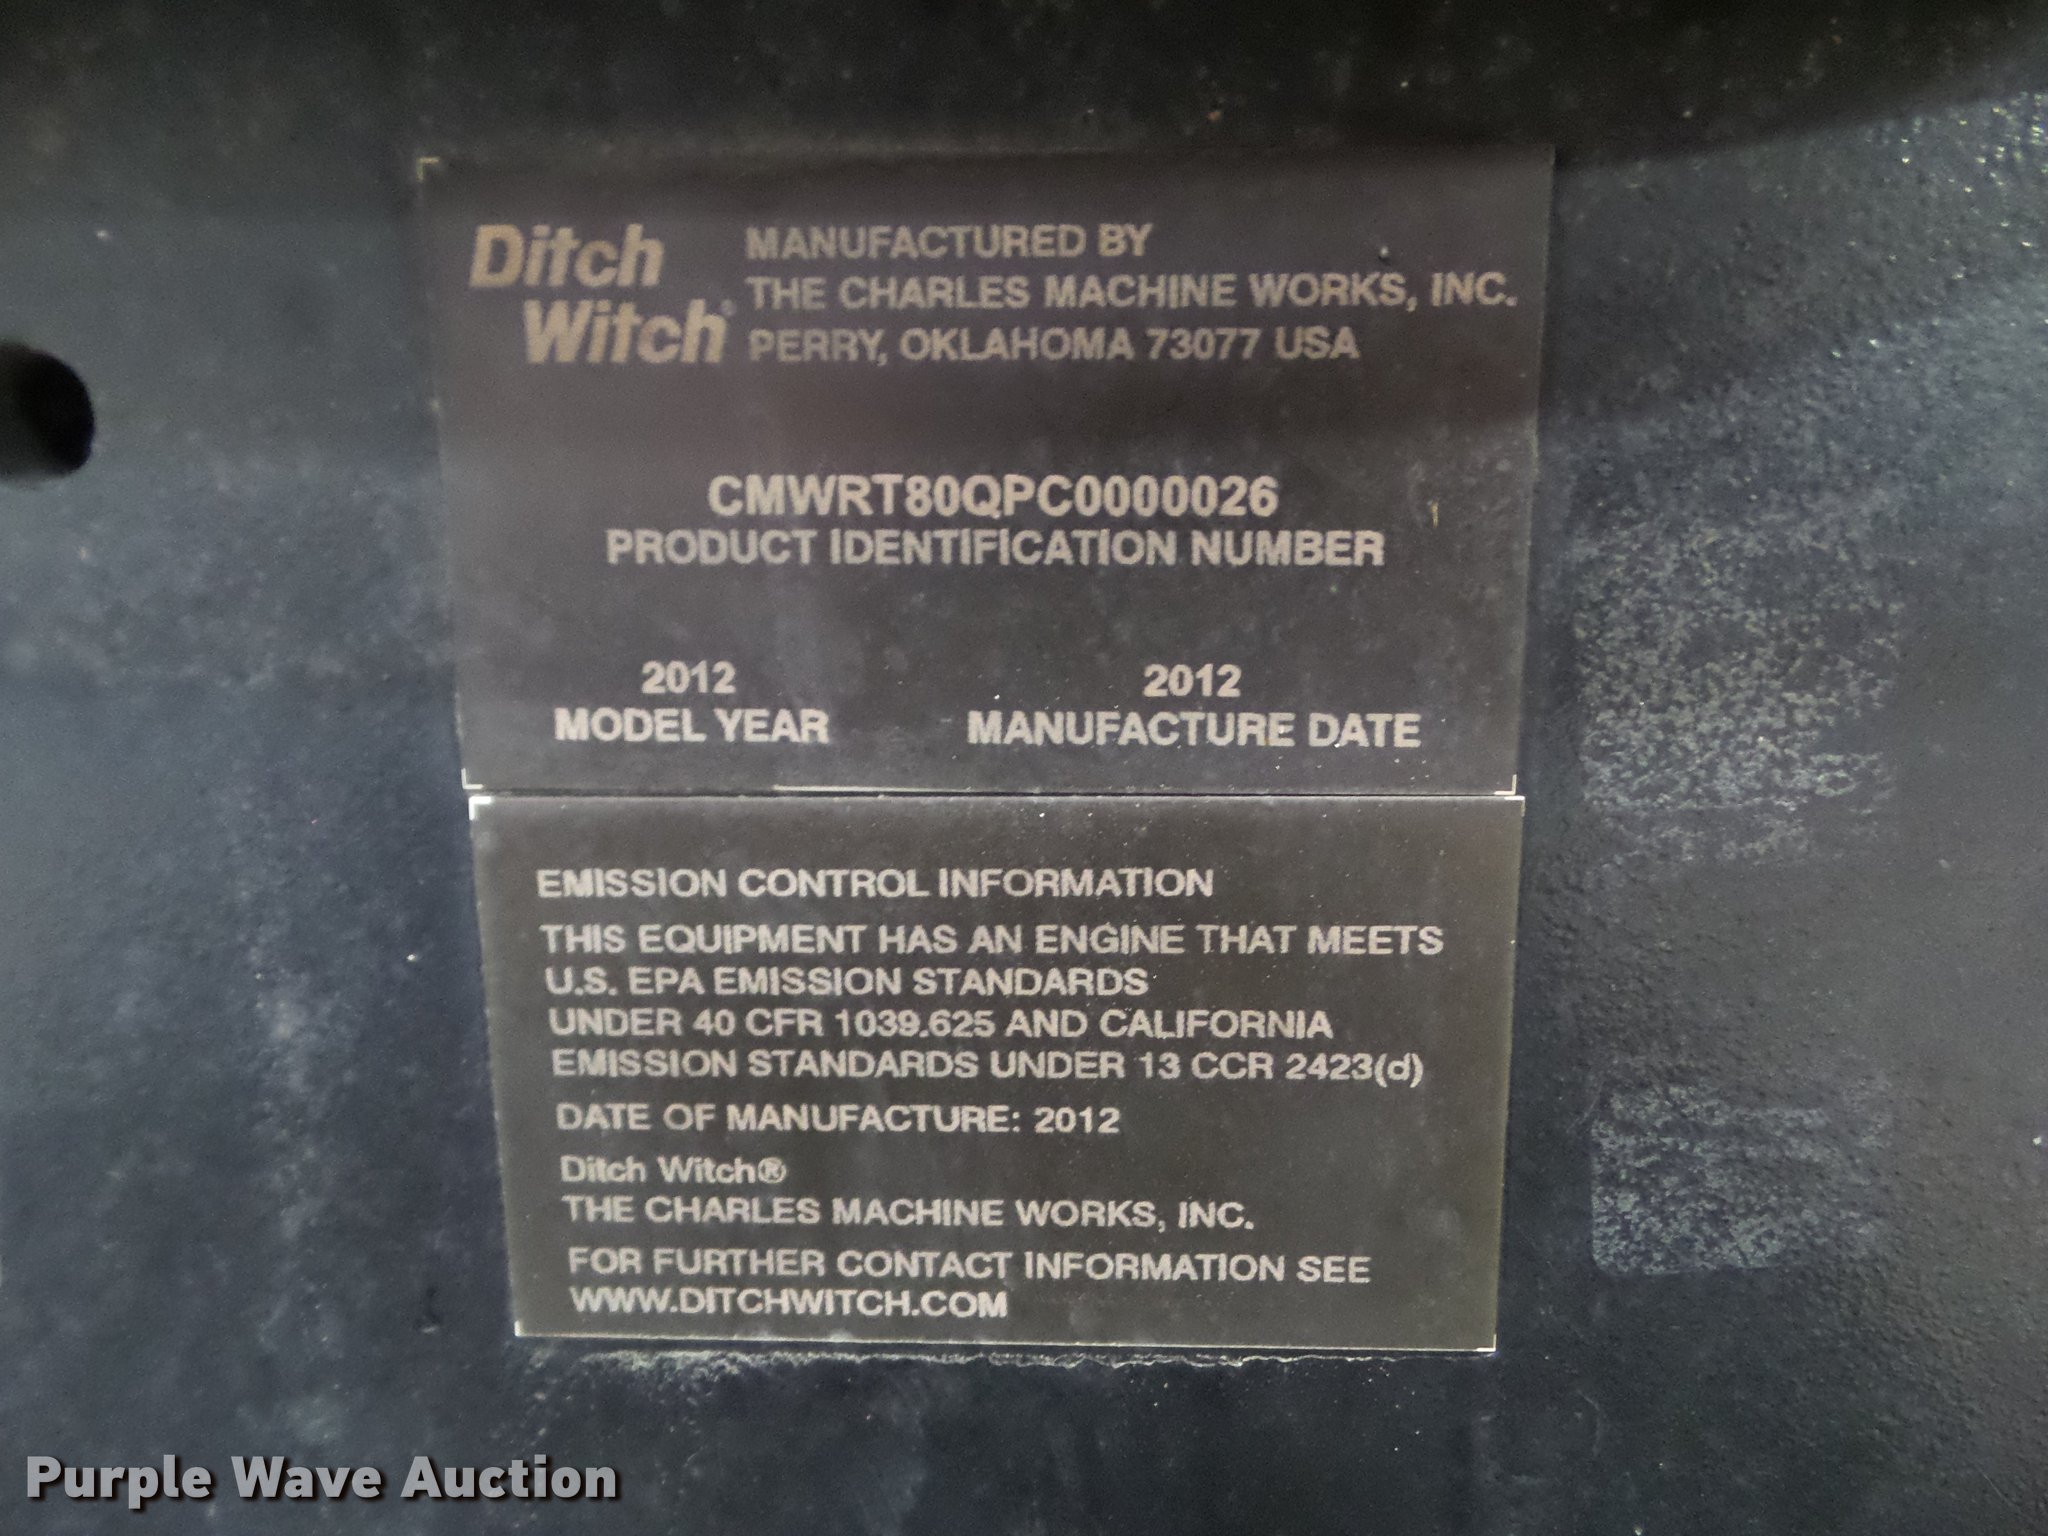 Ditch Witch®
MANUFACTURED BY
THE CHARLES MACHINE WORKS, INC.
PERRY, OKLAHOMA 73077 USA
CMWRT80QPC0000026
PRODUCT IDENTIFICATION NUMBER
2012 2012
MODEL YEAR MANUFACTURE DATE
EMISSION CONTROL INFORMATION
THIS EQUIPMENT HAS AN ENGINE THAT MEETS
U.S. EPA EMISSION STANDARDS
UNDER 40 CFR 1039.625 AND CALIFORNIA
EMISSION STANDARDS UNDER 13 CCR 2423(d)
DATE OF MANUFACTURE: 2012
Ditch Witch®
THE CHARLES MACHINE WORKS, INC.
FOR FURTHER CONTACT INFORMATION SEE
WWW.DITCHWITCH.COM
Purple Wave Auction